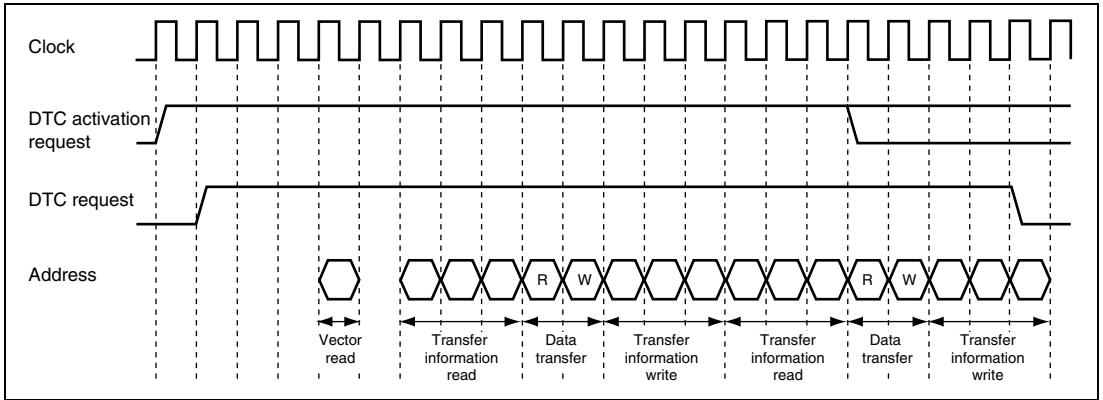 Clock
DTC activation
request
DTC request
Address
R
W
R
W
Vector
read
Transfer
information
read
Data
transfer
Transfer
information
write
Transfer
information
read
Data
transfer
Transfer
information
write